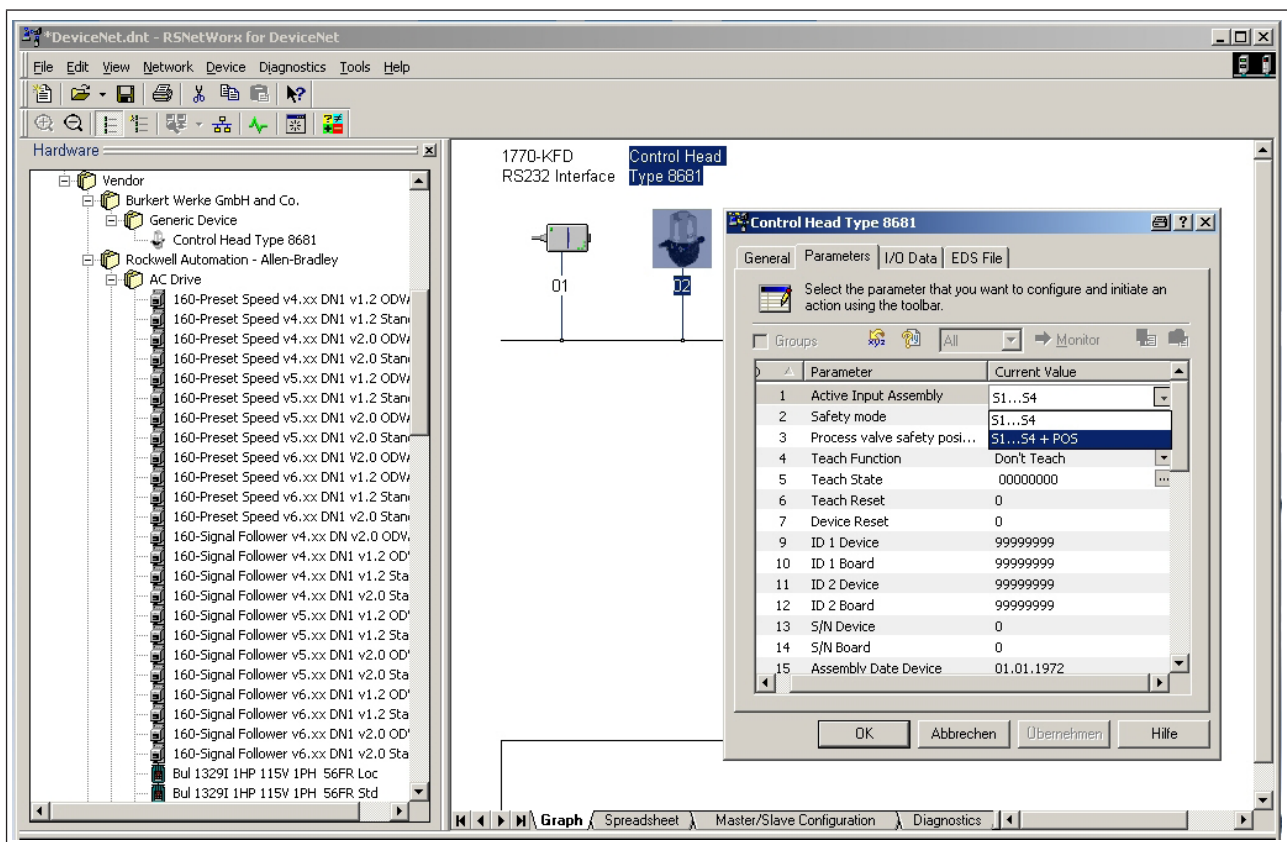 *DeviceNet.dnt - RSNetWorx for DeviceNet
File Edit View Network Device Diagnostics Tools Help
Hardware
Vendor
Burkert Werke GmbH and Co.
Generic Device
Control Head Type 8681
Rockwell Automation - Allen-Bradley
AC Drive
160-Preset Speed v4.xx DN1 v1.2 ODVA
160-Preset Speed v4.xx DN1 v1.2 Stan
160-Preset Speed v4.xx DN1 v2.0 ODVA
160-Preset Speed v4.xx DN1 v2.0 Stan
160-Preset Speed v5.xx DN1 v1.2 ODVA
160-Preset Speed v5.xx DN1 v1.2 Stan
160-Preset Speed v5.xx DN1 v2.0 ODVA
160-Preset Speed v5.xx DN1 v2.0 Stan
160-Preset Speed v6.xx DN1 V2.0 ODVA
160-Preset Speed v6.xx DN1 v1.2 ODVA
160-Preset Speed v6.xx DN1 v1.2 Stan
160-Preset Speed v6.xx DN1 v2.0 Stan
160-Signal Follower v4.xx DN v2.0 ODV
160-Signal Follower v4.xx DN1 v1.2 OD
160-Signal Follower v4.xx DN1 v1.2 Sta
160-Signal Follower v4.xx DN1 v2.0 Sta
160-Signal Follower v5.xx DN1 v1.2 OD
160-Signal Follower v5.xx DN1 v1.2 Sta
160-Signal Follower v5.xx DN1 v2.0 OD
160-Signal Follower v5.xx DN1 v2.0 Sta
160-Signal Follower v6.xx DN1 v1.2 OD
160-Signal Follower v6.xx DN1 v1.2 Sta
160-Signal Follower v6.xx DN1 v2.0 OD
160-Signal Follower v6.xx DN1 v2.0 Sta
Bul 1329I 1HP 115V 1PH 56FR Loc
Bul 1329I 1HP 115V 1PH 56FR Std
1770-KFD
RS232 Interface
01
Control Head
Type 8681
02
Control Head Type 8681
General Parameters I/O Data EDS File
Select the parameter that you want to configure and initiate an
action using the toolbar.
Groups All Monitor
Parameter Current Value
1 Active Input Assembly S1...S4
2 Safety mode S1...S4
3 Process valve safety posi... S1...S4 + POS
4 Teach Function Don't Teach
5 Teach State 00000000 ...
6 Teach Reset 0
7 Device Reset 0
9 ID 1 Device 99999999
10 ID 1 Board 99999999
11 ID 2 Device 99999999
12 ID 2 Board 99999999
13 S/N Device 0
14 S/N Board 0
15 Assembly Date Device 01.01.1972
OK Abbrechen Übernehmen Hilfe
Graph Spreadsheet Master/Slave Configuration Diagnostics